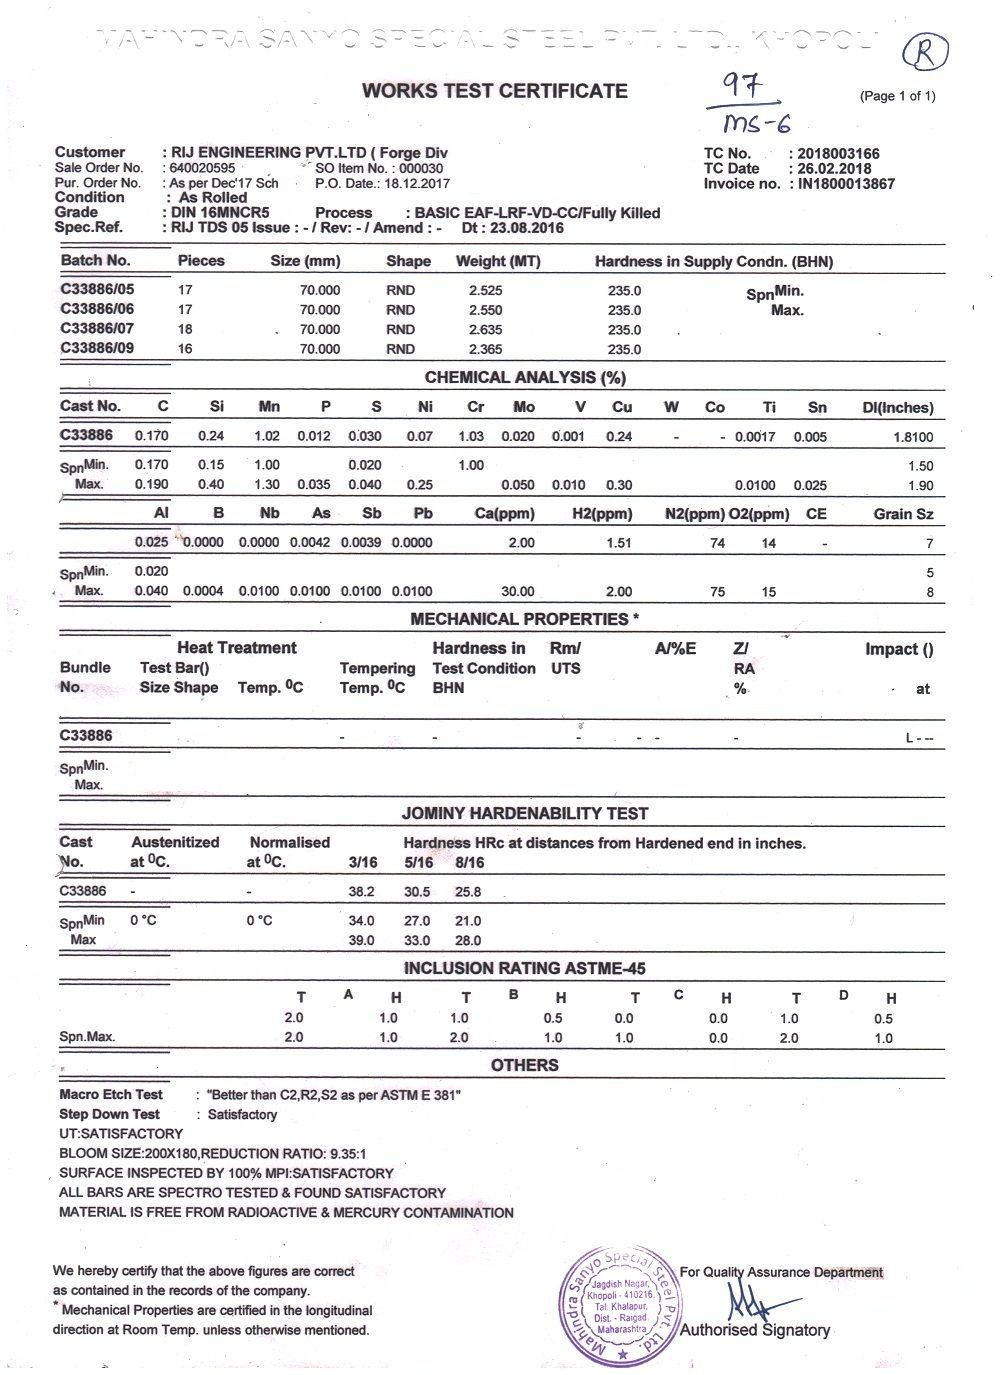 MAHINDRA SANYO SPECIAL STEEL PVT. LTD., KHOPOLI
R
WORKS TEST CERTIFICATE
97
MS-6
(Page 1 of 1)
Customer : RIJ ENGINEERING PVT.LTD ( Forge Div TC No. : 2018003166
Sale Order No. : 640020595 SO Item No. : 000030 TC Date : 26.02.2018
Pur. Order No. : As per Dec'17 Sch P.O. Date.: 18.12.2017 Invoice no. : IN1800013867
Condition : As Rolled
Grade : DIN 16MNCR5 Process : BASIC EAF-LRF-VD-CC/Fully Killed
Spec.Ref. : RIJ TDS 05 Issue : - / Rev: - / Amend : - Dt : 23.08.2016
Batch No. Pieces Size (mm) Shape Weight (MT) Hardness in Supply Condn. (BHN)
C33886/05 17 70.000 RND 2.525 235.0 Spn Min.
C33886/06 17 70.000 RND 2.550 235.0 Max.
C33886/07 18 70.000 RND 2.635 235.0
C33886/09 16 70.000 RND 2.365 235.0
CHEMICAL ANALYSIS (%)
Cast No. C Si Mn P S Ni Cr Mo V Cu W Co Ti Sn DI(Inches)
C33886 0.170 0.24 1.02 0.012 0.030 0.07 1.03 0.020 0.001 0.24 - - 0.0017 0.005 1.8100
Spn Min. 0.170 0.15 1.00 0.020 1.00 1.50
Max. 0.190 0.40 1.30 0.035 0.040 0.25 0.050 0.010 0.30 0.0100 0.025 1.90
Al B Nb As Sb Pb Ca(ppm) H2(ppm) N2(ppm) O2(ppm) CE Grain Sz
0.025 0.0000 0.0000 0.0042 0.0039 0.0000 2.00 1.51 74 14 - 7
Spn Min. 0.020 5
Max. 0.040 0.0004 0.0100 0.0100 0.0100 0.0100 30.00 2.00 75 15 8
MECHANICAL PROPERTIES *
Heat Treatment Hardness in Rm/ A/%E Z/ Impact ()
Bundle Test Bar() Tempering Test Condition UTS RA
No. Size Shape Temp. ⁰C Temp. ⁰C BHN % at
C33886 - - - - - - L - --
Spn Min.
Max.
JOMINY HARDENABILITY TEST
Cast Austenitized Normalised Hardness HRc at distances from Hardened end in inches.
No. at ⁰C. at ⁰C. 3/16 5/16 8/16
C33886 - - 38.2 30.5 25.8
Spn Min 0 °C 0 °C 34.0 27.0 21.0
Max 39.0 33.0 28.0
INCLUSION RATING ASTME-45
T A H T B H T C H T D H
2.0 1.0 1.0 0.5 0.0 0.0 1.0 0.5
Spn.Max. 2.0 1.0 2.0 1.0 1.0 0.0 2.0 1.0
OTHERS
Macro Etch Test : "Better than C2,R2,S2 as per ASTM E 381"
Step Down Test : Satisfactory
UT:SATISFACTORY
BLOOM SIZE:200X180,REDUCTION RATIO: 9.35:1
SURFACE INSPECTED BY 100% MPI:SATISFACTORY
ALL BARS ARE SPECTRO TESTED & FOUND SATISFACTORY
MATERIAL IS FREE FROM RADIOACTIVE & MERCURY CONTAMINATION
We hereby certify that the above figures are correct
as contained in the records of the company.
* Mechanical Properties are certified in the longitudinal
direction at Room Temp. unless otherwise mentioned.
Mahindra Sanyo Special Steel Pvt. Ltd.
Jagdish Nagar,
Khopoli - 410216.
Tal. Khalapur,
Dist. - Raigad.
Maharashtra
For Quality Assurance Department
Authorised Signatory